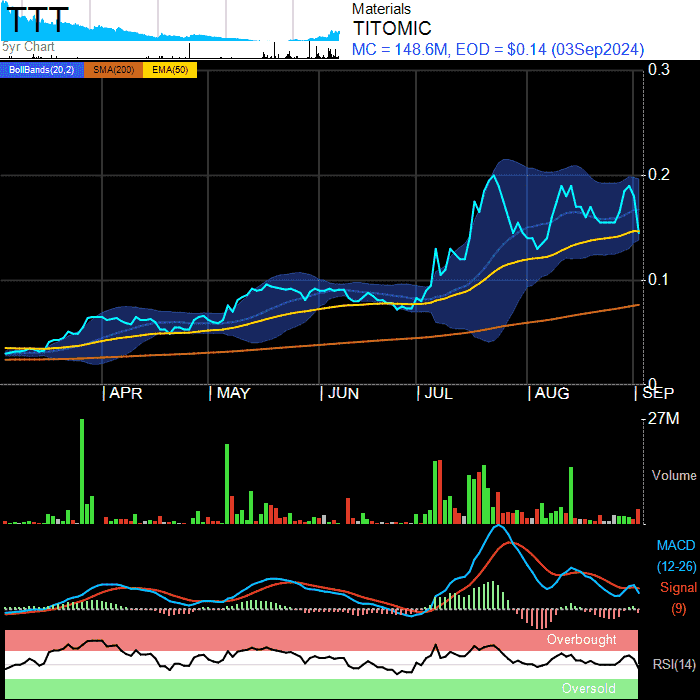 TTT
5yr Chart
Materials
TITOMIC
MC = 148.6M, EOD = $0.14 (03Sep2024)
BollBands(20,2) SMA(200) EMA(50)
0.3
0.2
0.1
0
APR MAY JUN JUL AUG SEP
27M
Volume
MACD
(12-26)
Signal
(9)
Overbought
RSI(14)
Oversold